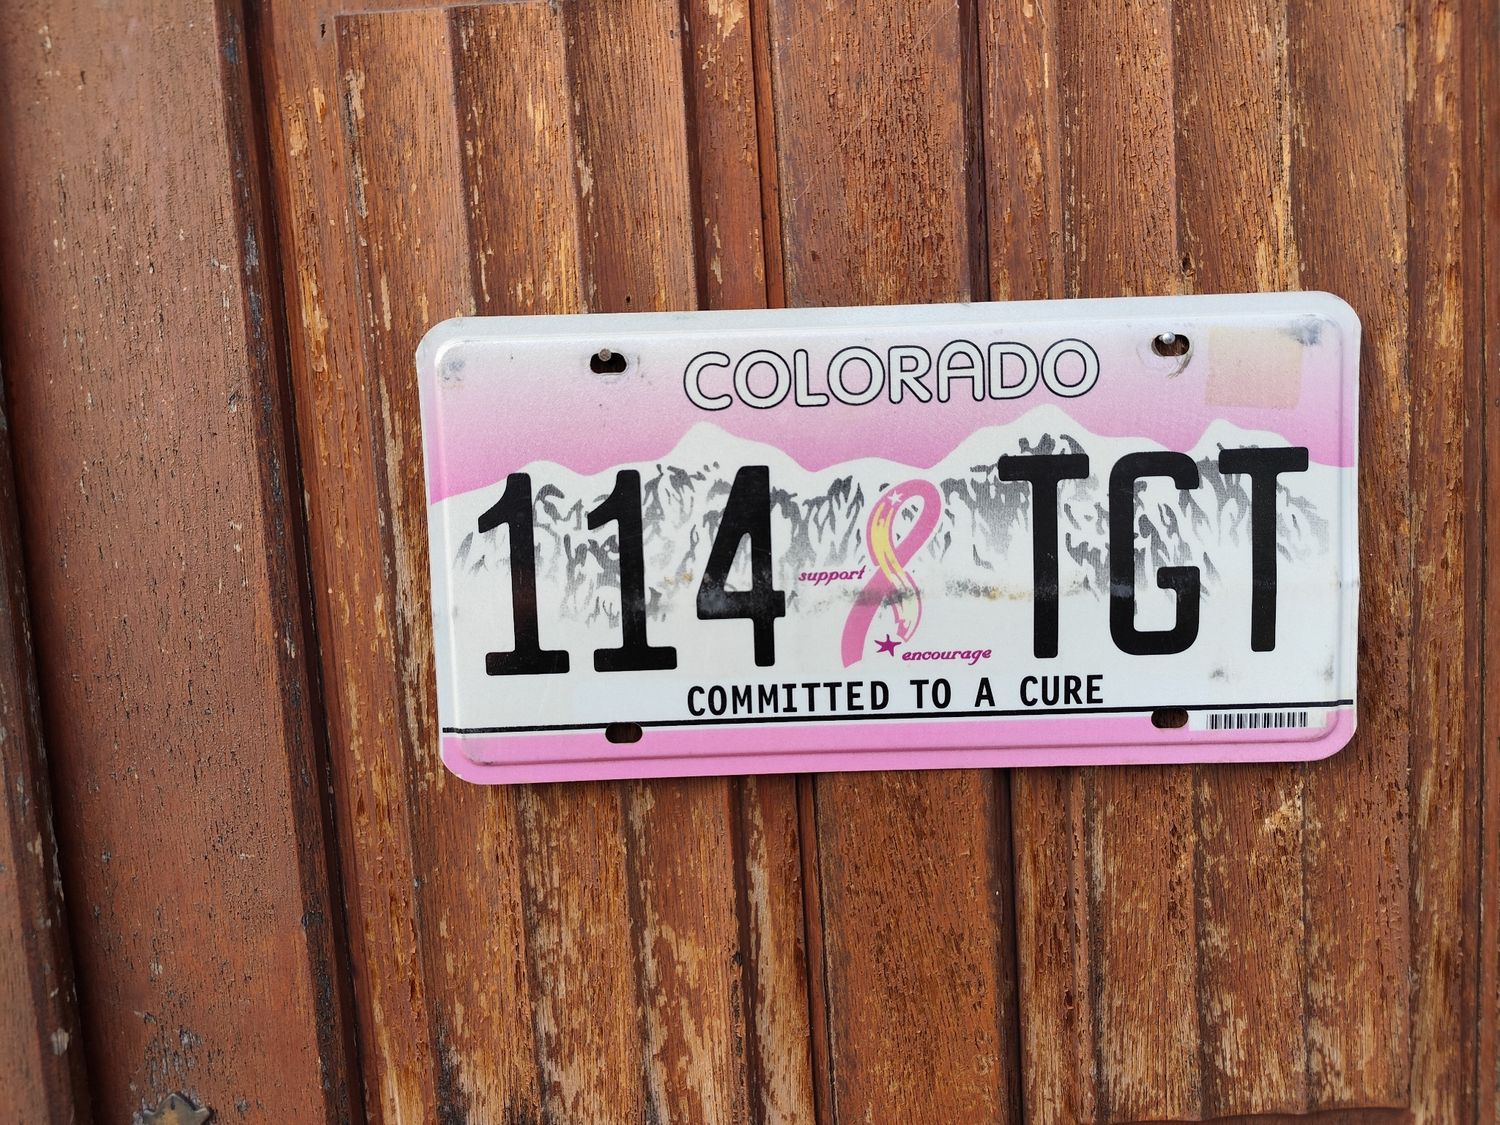 COLORADO
114 TGT
support
encourage
COMMITTED TO A CURE